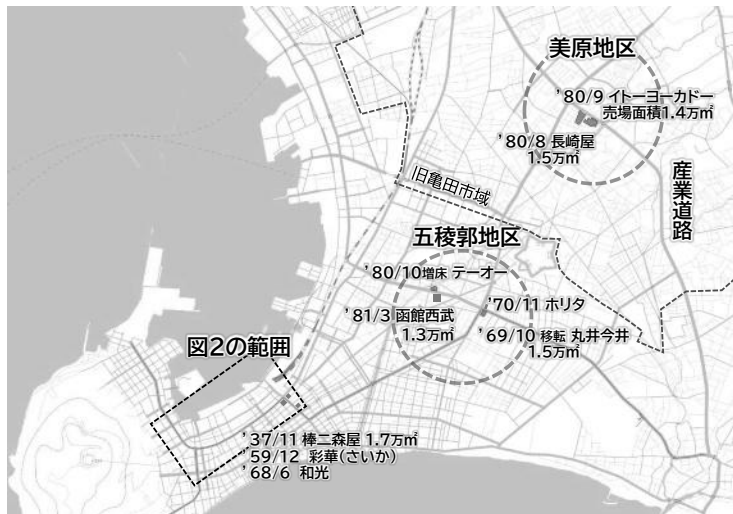 美原地区
'80/9 イトーヨーカドー
売場面積1.4万㎡
'80/8 長崎屋
1.5万㎡
産業道路
旧亀田市域
五稜郭地区
'80/10増床 テーオー
'70/11 ホリタ
'81/3 函館西武
1.3万㎡
'69/10 移転 丸井今井
1.5万㎡
図2の範囲
'37/11 棒二森屋 1.7万㎡
'59/12 彩華(さいか)
'68/6 和光